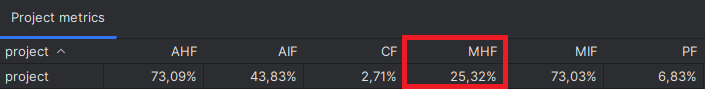 Project metrics
project AHF AIF CF MHF MIF PF
project 73,09% 43,83% 2,71% 25,32% 73,03% 6,83%